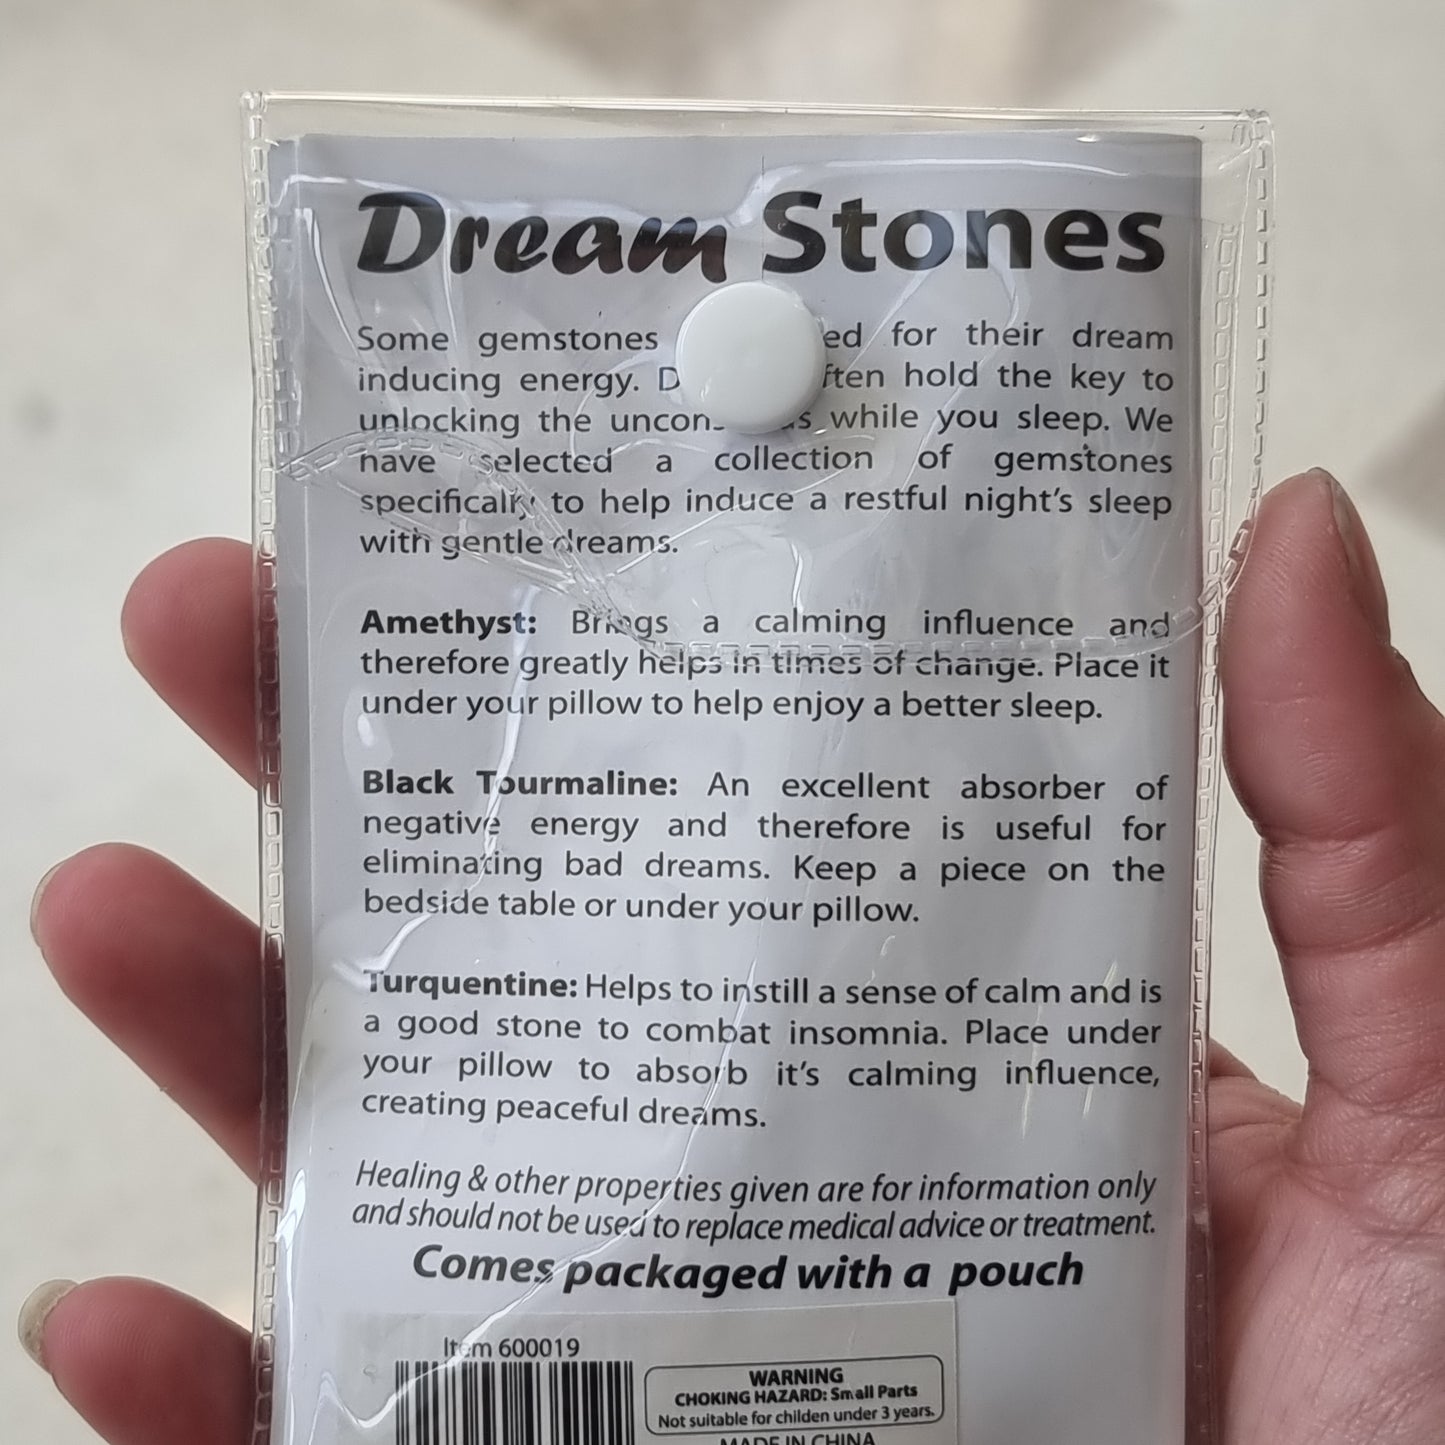 Dream Stones
Some gemstones for their dream
inducing energy. hold the key to
unlocking the while you sleep. We
have selected a collection of gemstones
specifically to help induce a restful night's sleep
with gentle dreams.
Amethyst: Brings a calming influence and
therefore greatly helps in times of change. Place it
under your pillow to help enjoy a better sleep.
Black Tourmaline: An excellent absorber of
negative energy and therefore is useful for
eliminating bad dreams. Keep a piece on the
bedside table or under your pillow.
Turquentine: Helps to instill a sense of calm and is
a good stone to combat insomnia. Place under
your pillow to absorb it's calming influence,
creating peaceful dreams.
Healing & other properties given are for information only
and should not be used to replace medical advice or treatment.
Comes packaged with a pouch
Item 600019
WARNING
CHOKING HAZARD: Small Parts
Not suitable for childen under 3 years.
MADE IN CHINA